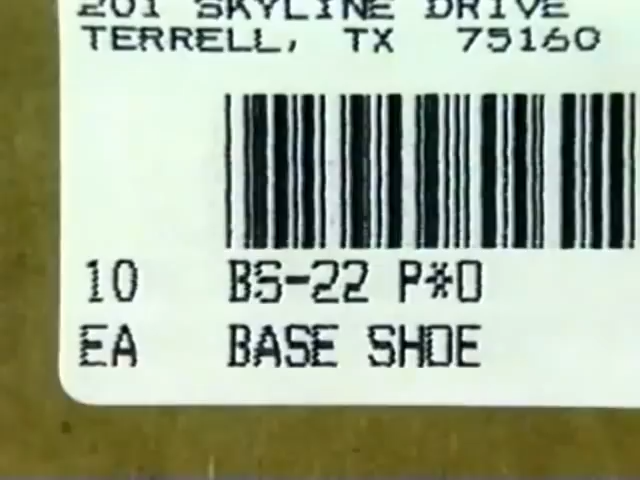 201 SKYLINE DRIVE
TERRELL, TX 75160
10 BS-22 P*O
EA BASE SHOE